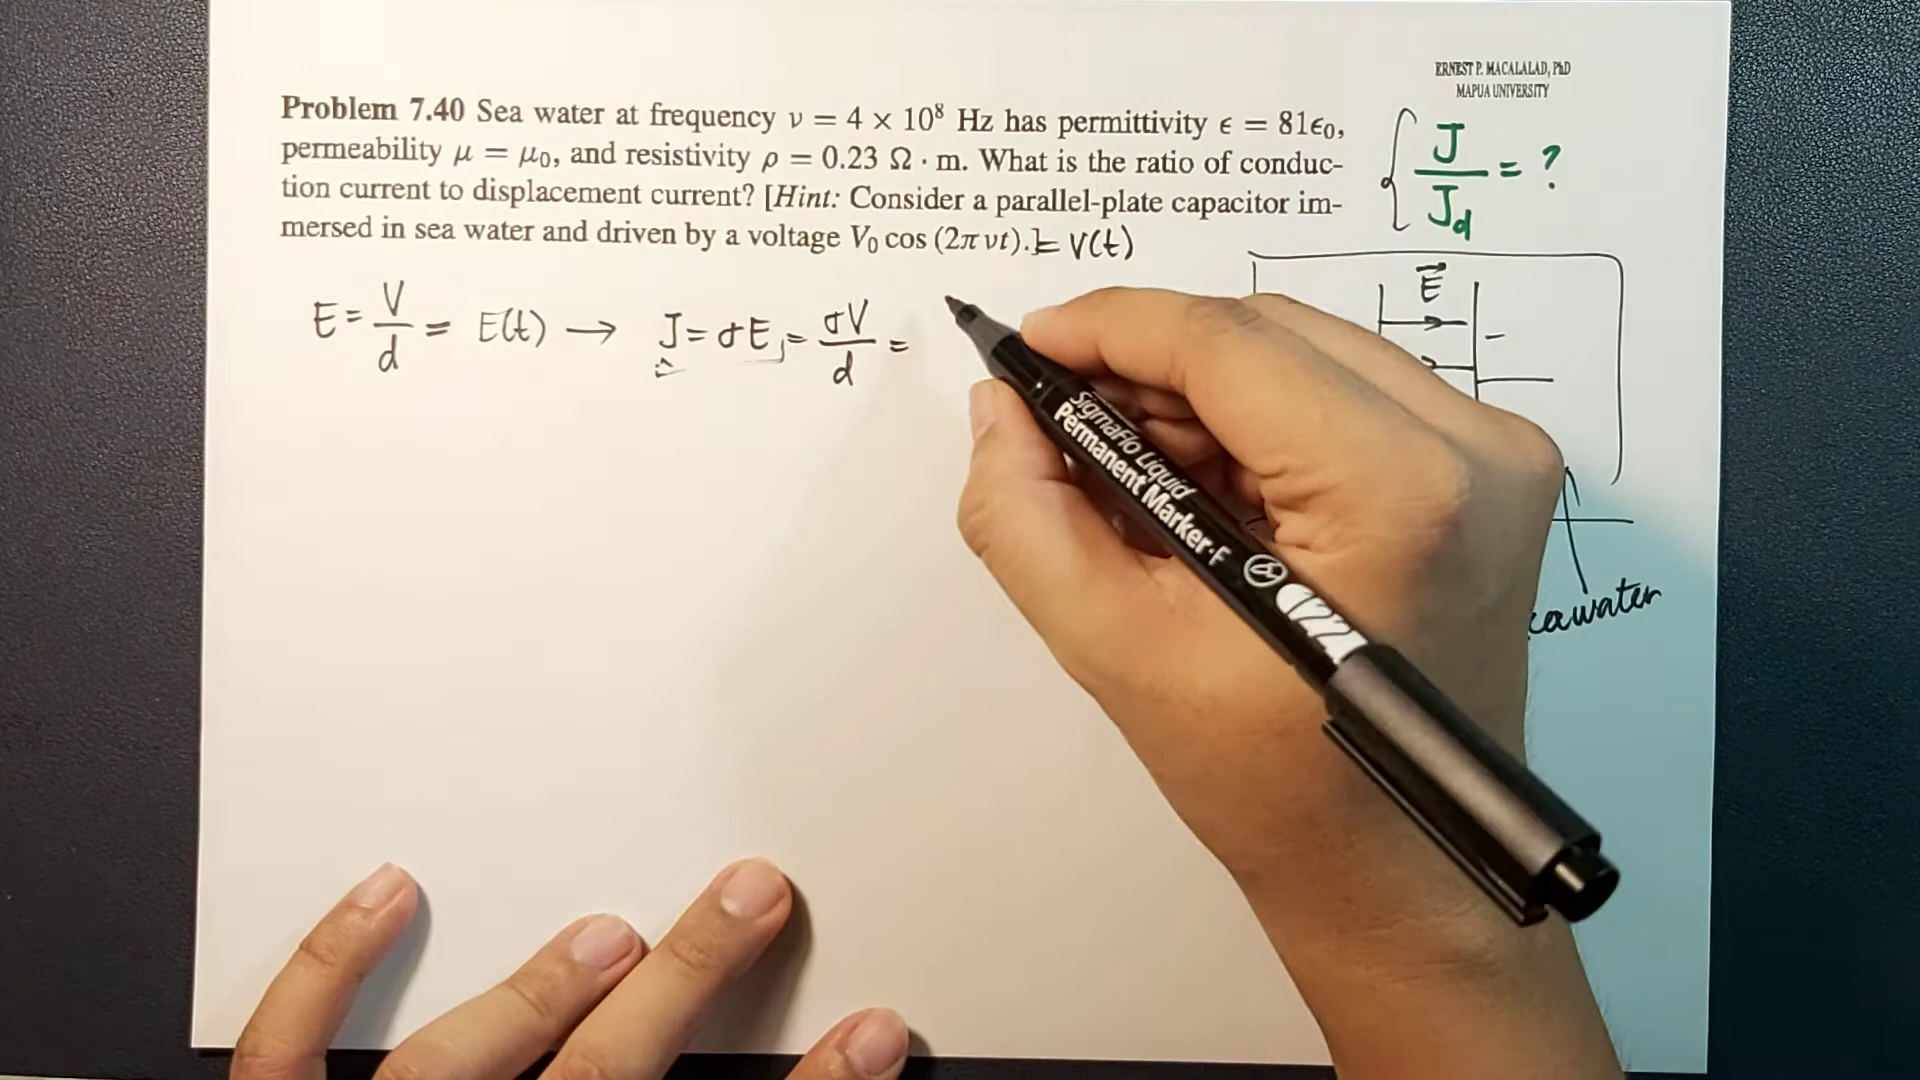 ERNEST P. MACALALAD, PhD
MAPUA UNIVERSITY
Problem 7.40 Sea water at frequency ν = 4 × 10⁸ Hz has permittivity ϵ = 81ϵ₀,
permeability μ = μ₀, and resistivity ρ = 0.23 Ω · m. What is the ratio of conduc-
tion current to displacement current? [Hint: Consider a parallel-plate capacitor im-
mersed in sea water and driven by a voltage V₀ cos (2π νt).] = V(t)
J/J_d = ?
E = V/d = E(t) → J = σE, = σV/d =
E⃗
SigmaFlo Liquid
Permanent Marker·F